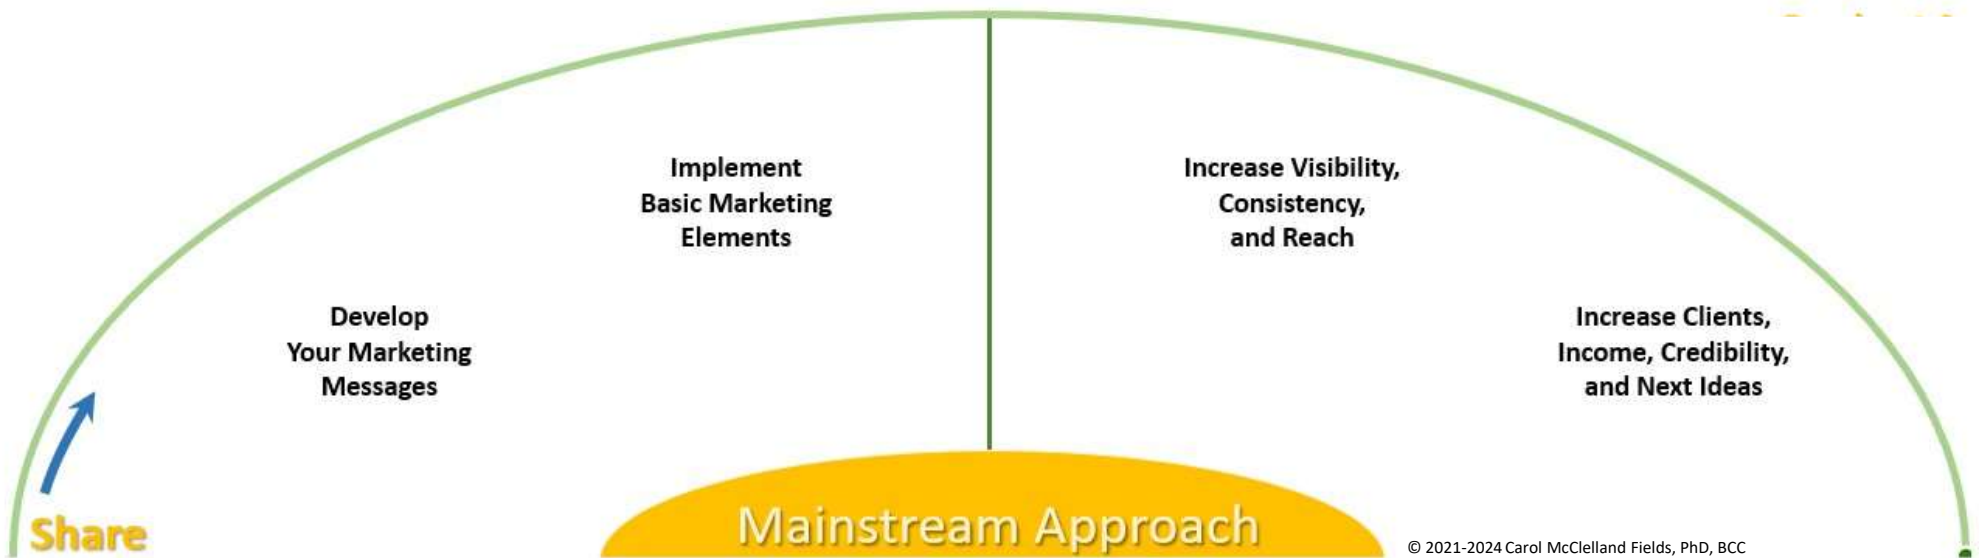 Implement
Basic Marketing
Elements
Increase Visibility,
Consistency,
and Reach
Develop
Your Marketing
Messages
Increase Clients,
Income, Credibility,
and Next Ideas
Share
Mainstream Approach
© 2021-2024 Carol McClelland Fields, PhD, BCC